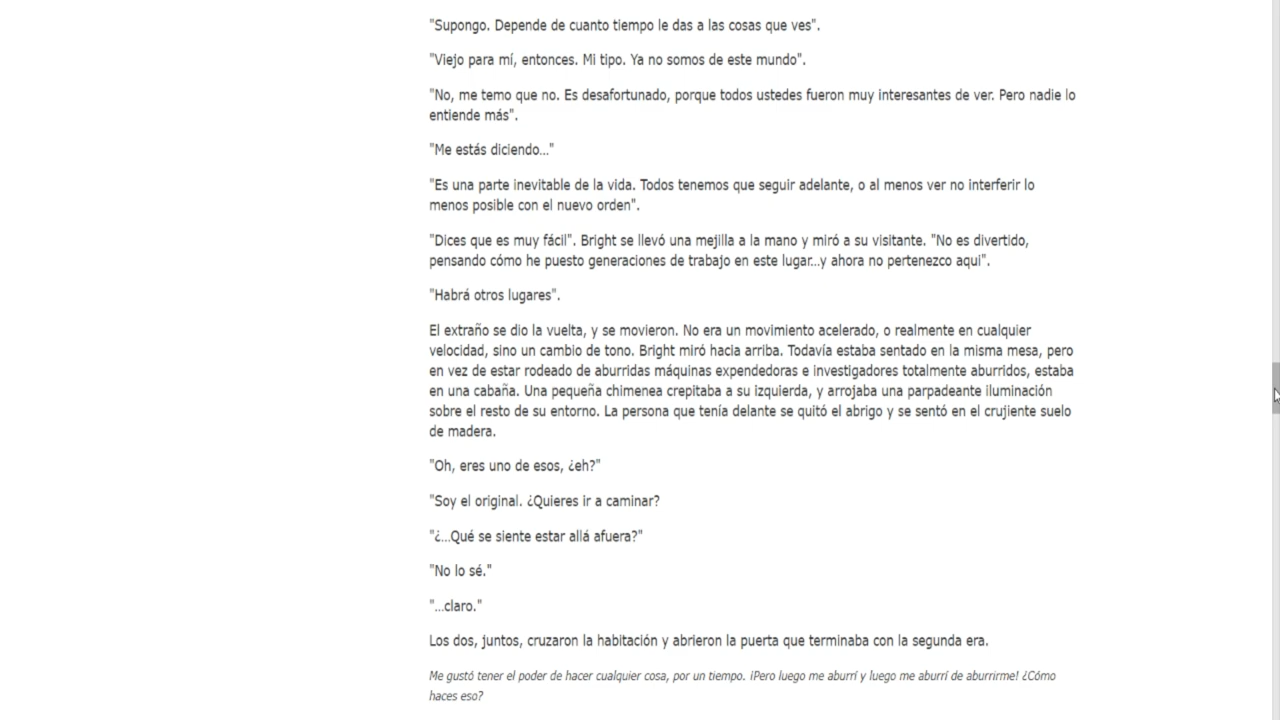 "Supongo. Depende de cuanto tiempo le das a las cosas que ves".
"Viejo para mí, entonces. Mi tipo. Ya no somos de este mundo".
"No, me temo que no. Es desafortunado, porque todos ustedes fueron muy interesantes de ver. Pero nadie lo
entiende más".
"Me estás diciendo…"
"Es una parte inevitable de la vida. Todos tenemos que seguir adelante, o al menos ver no interferir lo
menos posible con el nuevo orden".
"Dices que es muy fácil". Bright se llevó una mejilla a la mano y miró a su visitante. "No es divertido,
pensando cómo he puesto generaciones de trabajo en este lugar…y ahora no pertenezco aqui".
"Habrá otros lugares".
El extraño se dio la vuelta, y se movieron. No era un movimiento acelerado, o realmente en cualquier
velocidad, sino un cambio de tono. Bright miró hacia arriba. Todavía estaba sentado en la misma mesa, pero
en vez de estar rodeado de aburridas máquinas expendedoras e investigadores totalmente aburridos, estaba
en una cabaña. Una pequeña chimenea crepitaba a su izquierda, y arrojaba una parpadeante iluminación
sobre el resto de su entorno. La persona que tenía delante se quitó el abrigo y se sentó en el crujiente suelo
de madera.
"Oh, eres uno de esos, ¿eh?"
"Soy el original. ¿Quieres ir a caminar?
"¿…Qué se siente estar allá afuera?"
"No lo sé."
"…claro."
Los dos, juntos, cruzaron la habitación y abrieron la puerta que terminaba con la segunda era.
Me gustó tener el poder de hacer cualquier cosa, por un tiempo. ¡Pero luego me aburrí y luego me aburrí de aburrirme! ¿Cómo
haces eso?